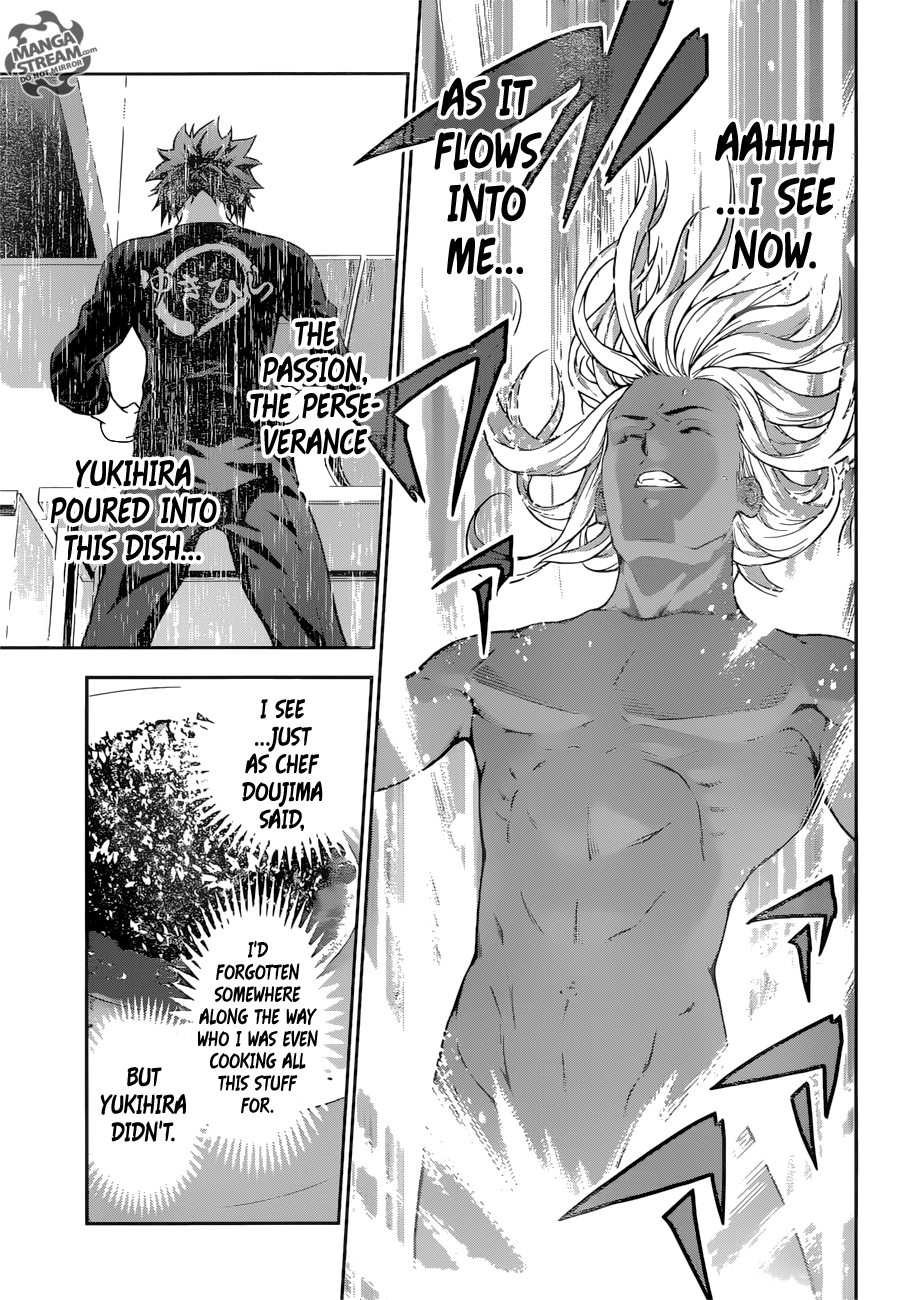 AAHHH
...I SEE
NOW.
AS IT
FLOWS
INTO
ME...
THE
PASSION,
THE PERSE-
VERANCE
YUKIHIRA
POURED INTO
THIS DISH...
ゆきひら
I SEE
...JUST
AS CHEF
DOUJIMA
SAID,
I'D
FORGOTTEN
SOMEWHERE
ALONG THE WAY
WHO I WAS EVEN
COOKING ALL
THIS STUFF
FOR.
BUT
YUKIHIRA
DIDN'T.
MANGA
STREAM.com
DO NOT MIRROR